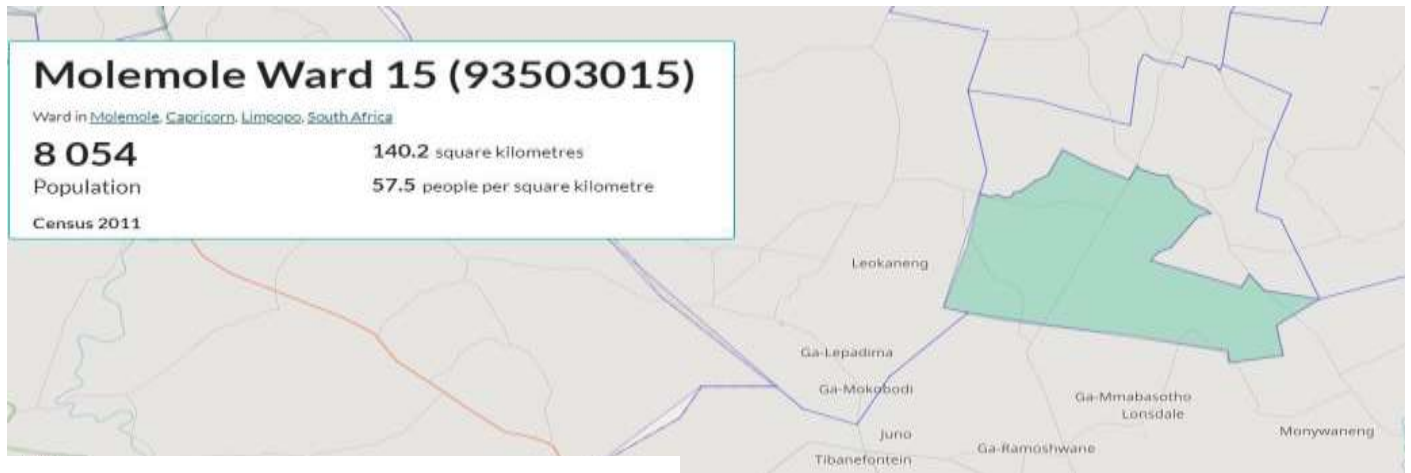 Molemole Ward 15 (93503015)
Ward in Molemole, Capricorn, Limpopo, South Africa
8 054
Population
140.2 square kilometres
57.5 people per square kilometre
Census 2011
Leokaneng
Ga-Lepadima
Ga-Mokobodi
Ga-Mmabasotho
Lonsdale
Juno
Monywaneng
Ga-Ramoshwane
Tibanefontein